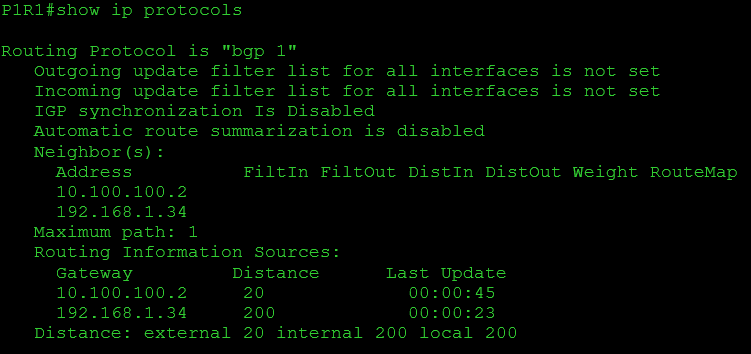 P1R1#show ip protocols
Routing Protocol is "bgp 1"
Outgoing update filter list for all interfaces is not set
Incoming update filter list for all interfaces is not set
IGP synchronization Is Disabled
Automatic route summarization is disabled
Neighbor(s):
Address FiltIn FiltOut DistIn DistOut Weight RouteMap
10.100.100.2
192.168.1.34
Maximum path: 1
Routing Information Sources:
Gateway Distance Last Update
10.100.100.2 20 00:00:45
192.168.1.34 200 00:00:23
Distance: external 20 internal 200 local 200